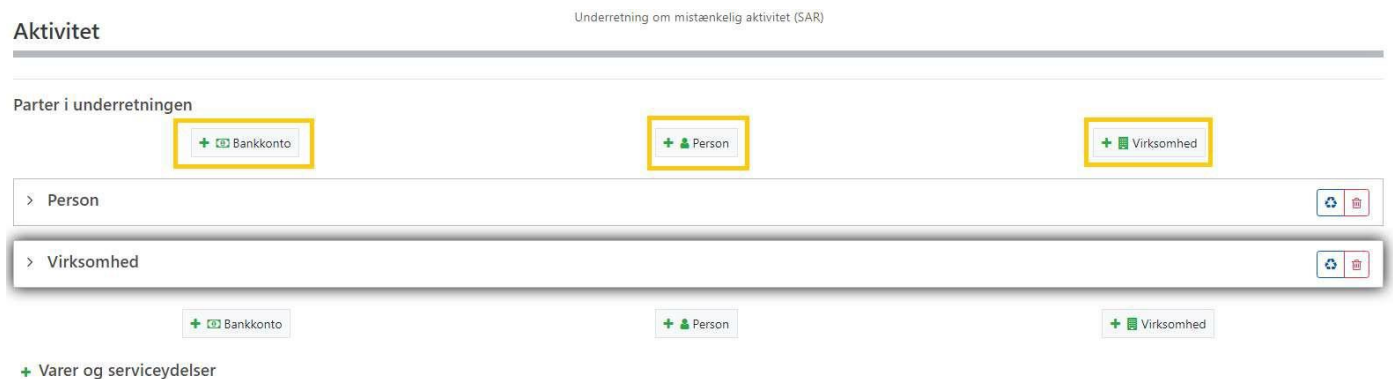 Underretning om mistænkelig aktivitet (SAR)
Aktivitet
Parter i underretningen
Bankkonto Person Virksomhed
Person
Virksomhed
Bankkonto Person Virksomhed
Varer og serviceydelser